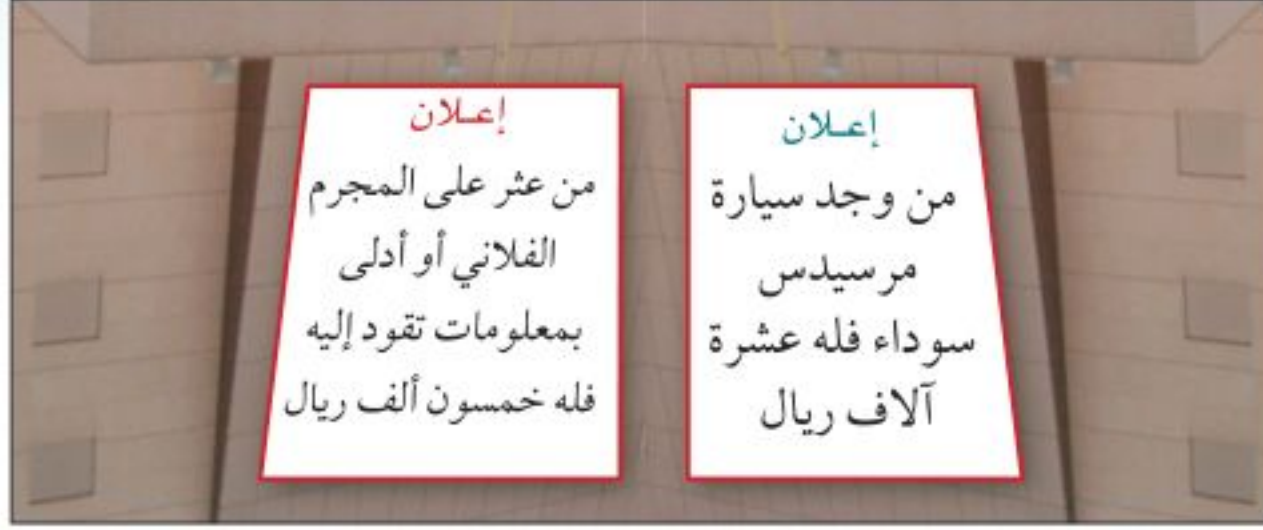 إعلان
من وجد سيارة
مرسيدس
سوداء فله عشرة
آلاف ريال
إعلان
من عثر على المجرم
الفلاني أو أدلى
بمعلومات تقود إليه
فله خمسون ألف ريال